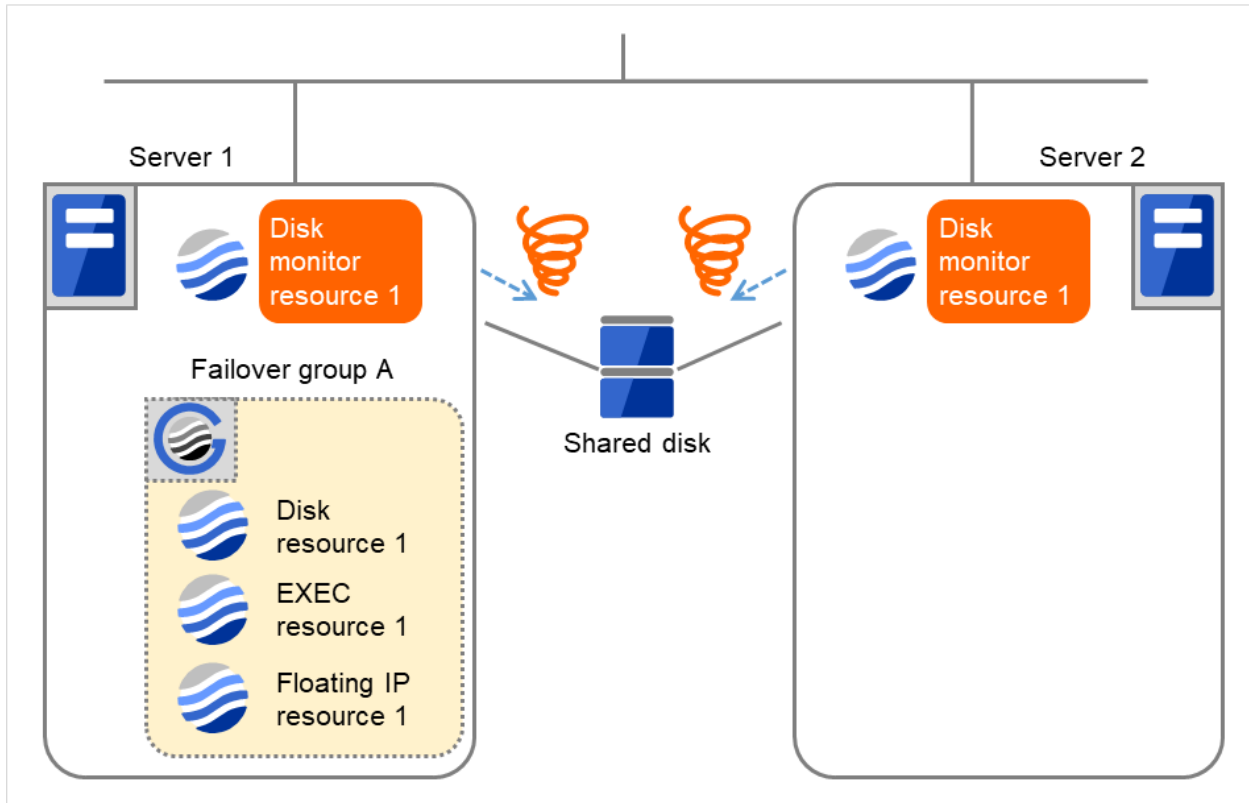 Server 1
Server 2
Disk
monitor
resource 1
Disk
monitor
resource 1
Failover group A
Shared disk
Disk
resource 1
EXEC
resource 1
Floating IP
resource 1